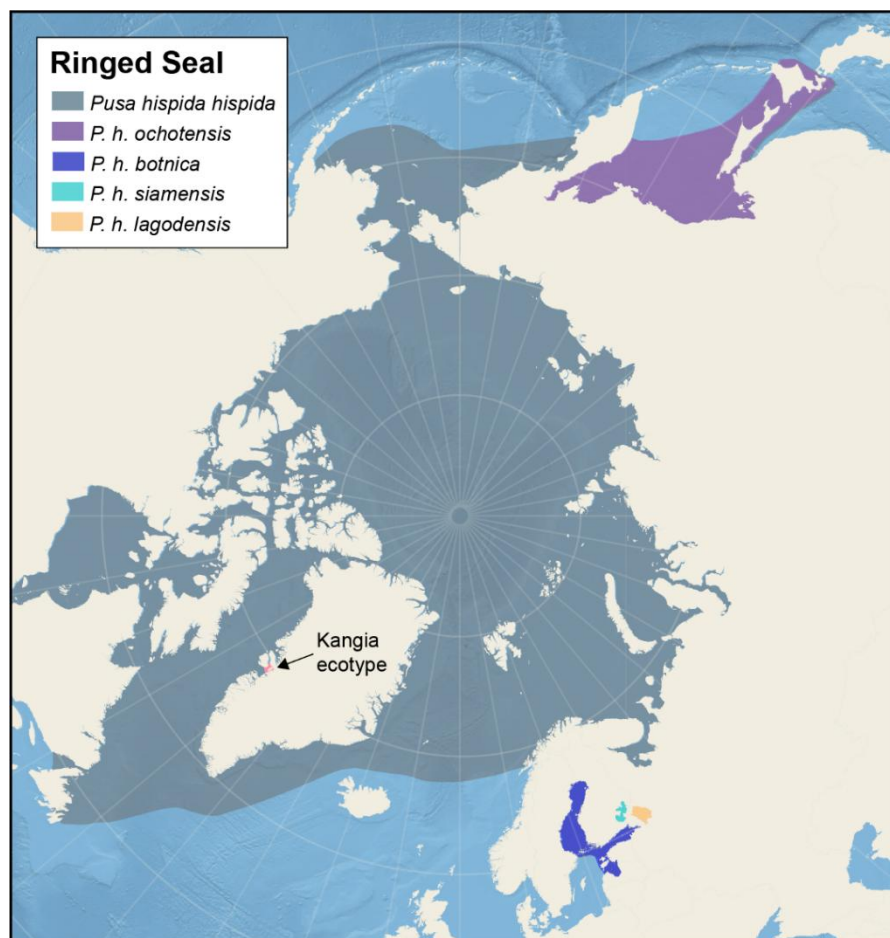 Ringed Seal
Pusa hispida hispida
P. h. ochotensis
P. h. botnica
P. h. siamensis
P. h. lagodensis
Kangia
ecotype